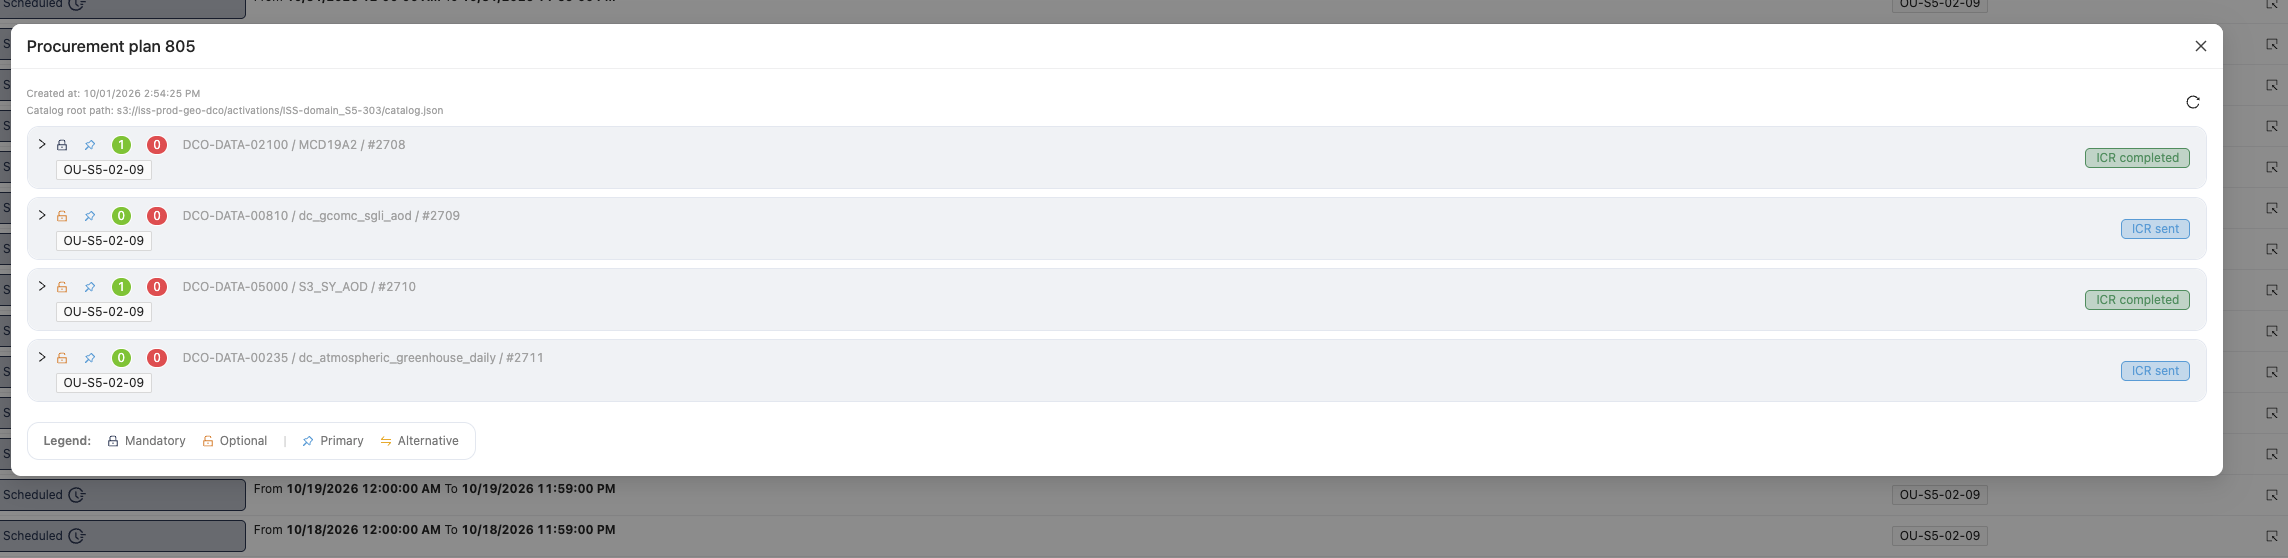 Scheduled
OU-S5-02-09
Procurement plan 805
Created at: 10/01/2026 2:54:25 PM
Catalog root path: s3://iss-prod-geo-dco/activations/ISS-domain_S5-303/catalog.json
1 0 DCO-DATA-02100 / MCD19A2 / #2708
OU-S5-02-09
ICR completed
0 0 DCO-DATA-00810 / dc_gcomc_sgli_aod / #2709
OU-S5-02-09
ICR sent
1 0 DCO-DATA-05000 / S3_SY_AOD / #2710
OU-S5-02-09
ICR completed
0 0 DCO-DATA-00235 / dc_atmospheric_greenhouse_daily / #2711
OU-S5-02-09
ICR sent
Legend: Mandatory Optional | Primary Alternative
Scheduled From 10/19/2026 12:00:00 AM To 10/19/2026 11:59:00 PM OU-S5-02-09
Scheduled From 10/18/2026 12:00:00 AM To 10/18/2026 11:59:00 PM OU-S5-02-09